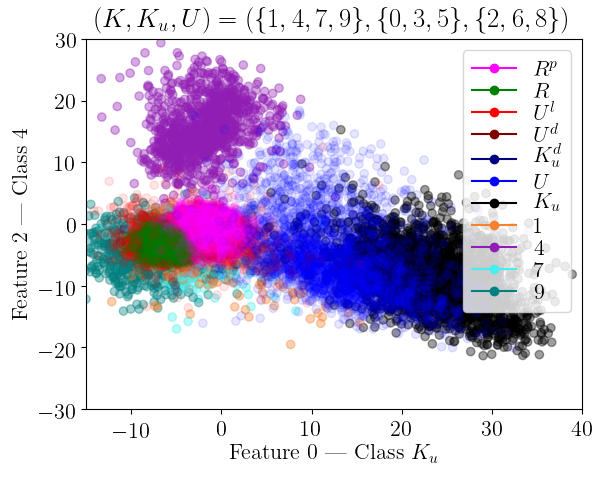 (K, K_u, U) = ({1, 4, 7, 9}, {0, 3, 5}, {2, 6, 8})
30
20
10
0
−10
−20
−30
Feature 2 — Class 4
R^p
R
U^l
U^d
K_u^d
U
K_u
1
4
7
9
−10
0
10
20
30
40
Feature 0 — Class K_u